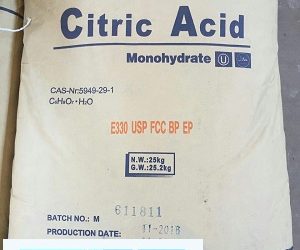 Citric Acid
Monohydrate U
CAS-Nr:5949-29-1
C₆H₈O₇·H₂O
E330 USP FCC BP EP
N.W.:25kg
G.W.:25.2kg
BATCH NO.: M 611811
PRODUCTION DATE: 11-2016